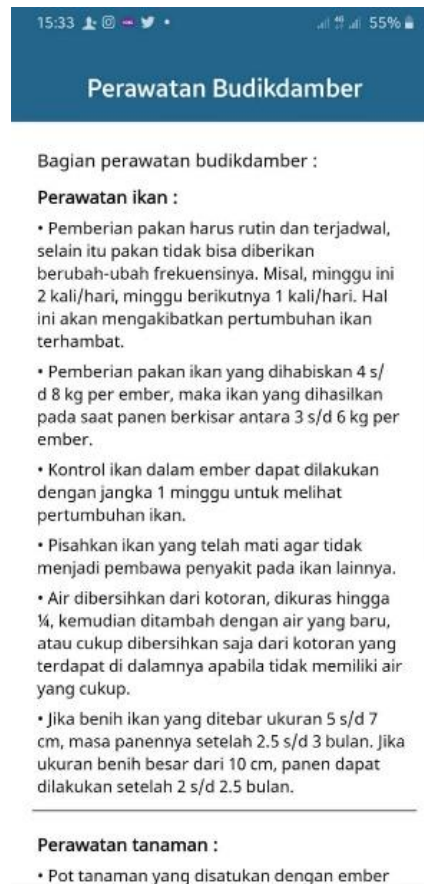 15:33
55%
Perawatan Budikdamber
Bagian perawatan budikdamber :
Perawatan ikan :
• Pemberian pakan harus rutin dan terjadwal,
selain itu pakan tidak bisa diberikan
berubah-ubah frekuensinya. Misal, minggu ini
2 kali/hari, minggu berikutnya 1 kali/hari. Hal
ini akan mengakibatkan pertumbuhan ikan
terhambat.
• Pemberian pakan ikan yang dihabiskan 4 s/
d 8 kg per ember, maka ikan yang dihasilkan
pada saat panen berkisar antara 3 s/d 6 kg per
ember.
• Kontrol ikan dalam ember dapat dilakukan
dengan jangka 1 minggu untuk melihat
pertumbuhan ikan.
• Pisahkan ikan yang telah mati agar tidak
menjadi pembawa penyakit pada ikan lainnya.
• Air dibersihkan dari kotoran, dikuras hingga
¼, kemudian ditambah dengan air yang baru,
atau cukup dibersihkan saja dari kotoran yang
terdapat di dalamnya apabila tidak memiliki air
yang cukup.
• Jika benih ikan yang ditebar ukuran 5 s/d 7
cm, masa panennya setelah 2.5 s/d 3 bulan. Jika
ukuran benih besar dari 10 cm, panen dapat
dilakukan setelah 2 s/d 2.5 bulan.
Perawatan tanaman :
• Pot tanaman yang disatukan dengan ember